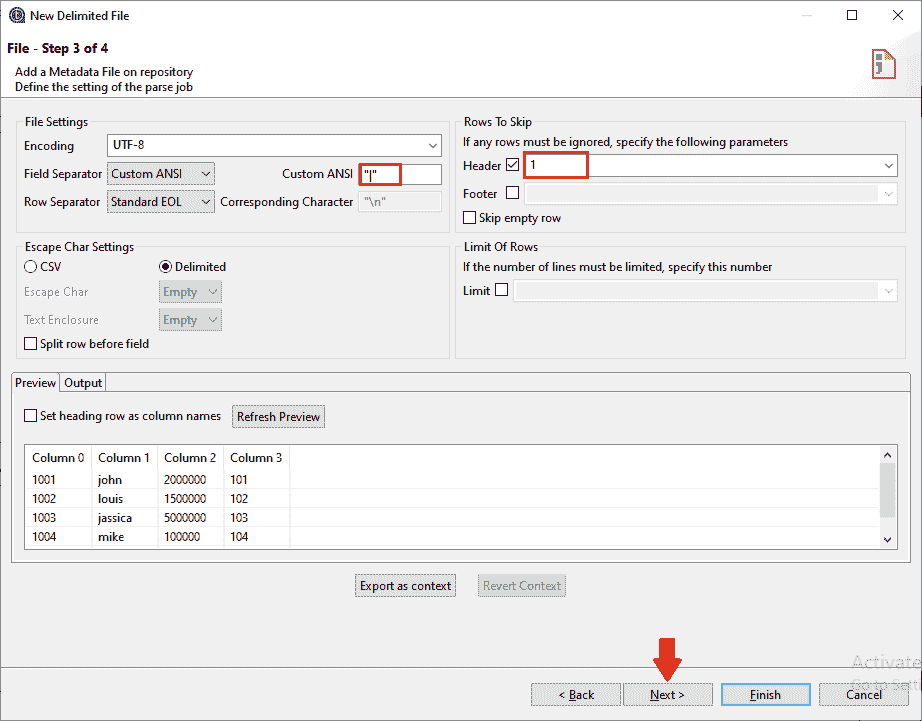 New Delimited File
File - Step 3 of 4
Add a Metadata File on repository
Define the setting of the parse job
File Settings
Encoding UTF-8
Field Separator Custom ANSI Custom ANSI "|"
Row Separator Standard EOL Corresponding Character "\n"
Rows To Skip
If any rows must be ignored, specify the following parameters
Header 1
Footer
Skip empty row
Escape Char Settings
CSV Delimited
Escape Char Empty
Text Enclosure Empty
Split row before field
Limit Of Rows
If the number of lines must be limited, specify this number
Limit
Preview Output
Set heading row as column names Refresh Preview
Column 0 Column 1 Column 2 Column 3
1001 john 2000000 101
1002 louis 1500000 102
1003 jassica 5000000 103
1004 mike 100000 104
Export as context Revert Context
Activate
Go to Setti
< Back Next > Finish Cancel